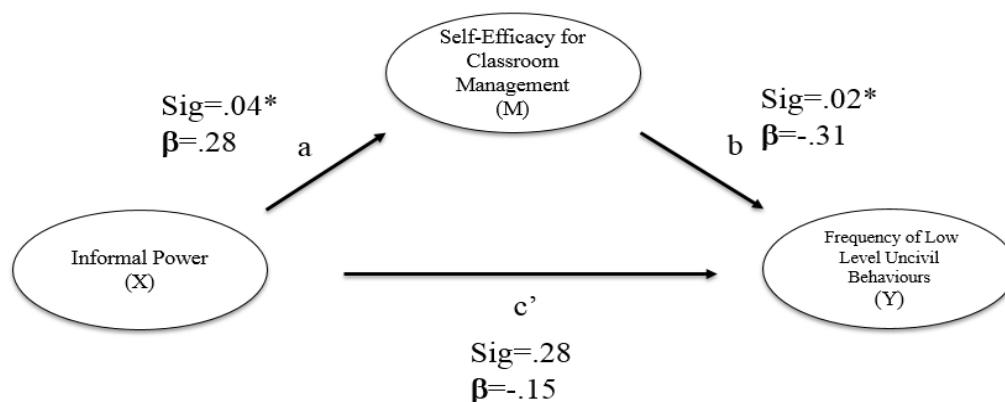 Self-Efficacy for
Classroom
Management
(M)
Sig=.04*
β=.28
a
Sig=.02*
β=-.31
b
Informal Power
(X)
Frequency of Low
Level Uncivil
Behaviours
(Y)
c’
Sig=.28
β=-.15